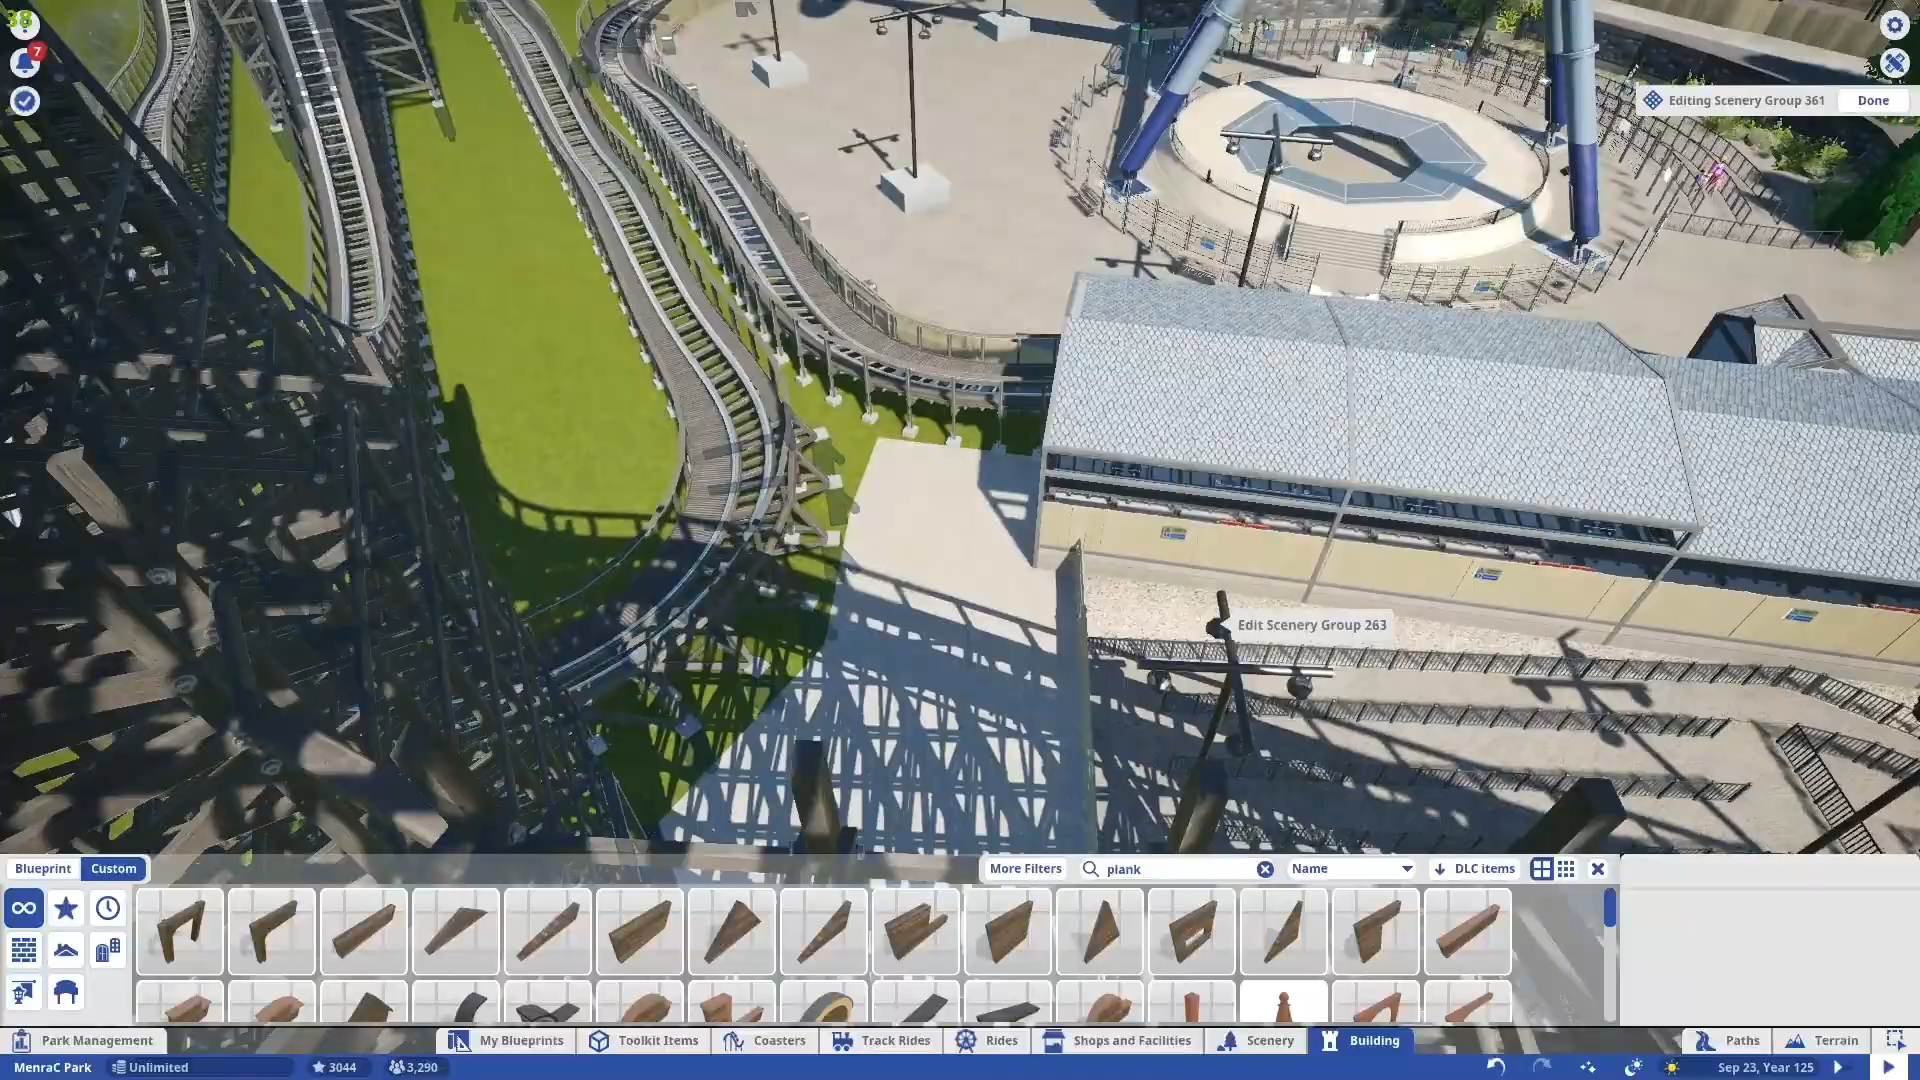 38
7
Editing Scenery Group 361
Done
Edit Scenery Group 263
Blueprint
Custom
More Filters
plank
Name
DLC items
Park Management
My Blueprints
Toolkit Items
Coasters
Track Rides
Rides
Shops and Facilities
Scenery
Building
Paths
Terrain
MenraC Park
Unlimited
3044
3,290
Sep 23, Year 125